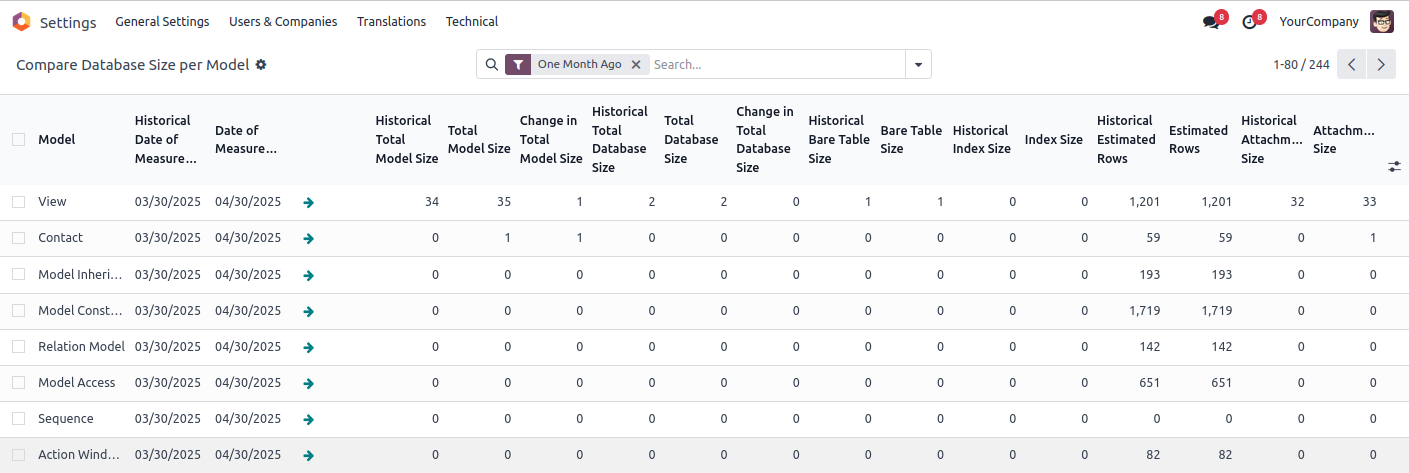 Settings General Settings Users & Companies Translations Technical 8 8 YourCompany
Compare Database Size per Model One Month Ago Search... 1-80 / 244
Model Historical Date of Measure... Date of Measure... Historical Total Model Size Total Model Size Change in Total Model Size Historical Total Database Size Total Database Size Change in Total Database Size Historical Bare Table Size Bare Table Size Historical Index Size Index Size Historical Estimated Rows Estimated Rows Historical Attachm... Size Attachm... Size
View 03/30/2025 04/30/2025 34 35 1 2 2 0 1 1 0 0 1,201 1,201 32 33
Contact 03/30/2025 04/30/2025 0 1 1 0 0 0 0 0 0 0 59 59 0 1
Model Inheri... 03/30/2025 04/30/2025 0 0 0 0 0 0 0 0 0 0 193 193 0 0
Model Const... 03/30/2025 04/30/2025 0 0 0 0 0 0 0 0 0 0 1,719 1,719 0 0
Relation Model 03/30/2025 04/30/2025 0 0 0 0 0 0 0 0 0 0 142 142 0 0
Model Access 03/30/2025 04/30/2025 0 0 0 0 0 0 0 0 0 0 651 651 0 0
Sequence 03/30/2025 04/30/2025 0 0 0 0 0 0 0 0 0 0 0 0 0 0
Action Wind... 03/30/2025 04/30/2025 0 0 0 0 0 0 0 0 0 0 82 82 0 0